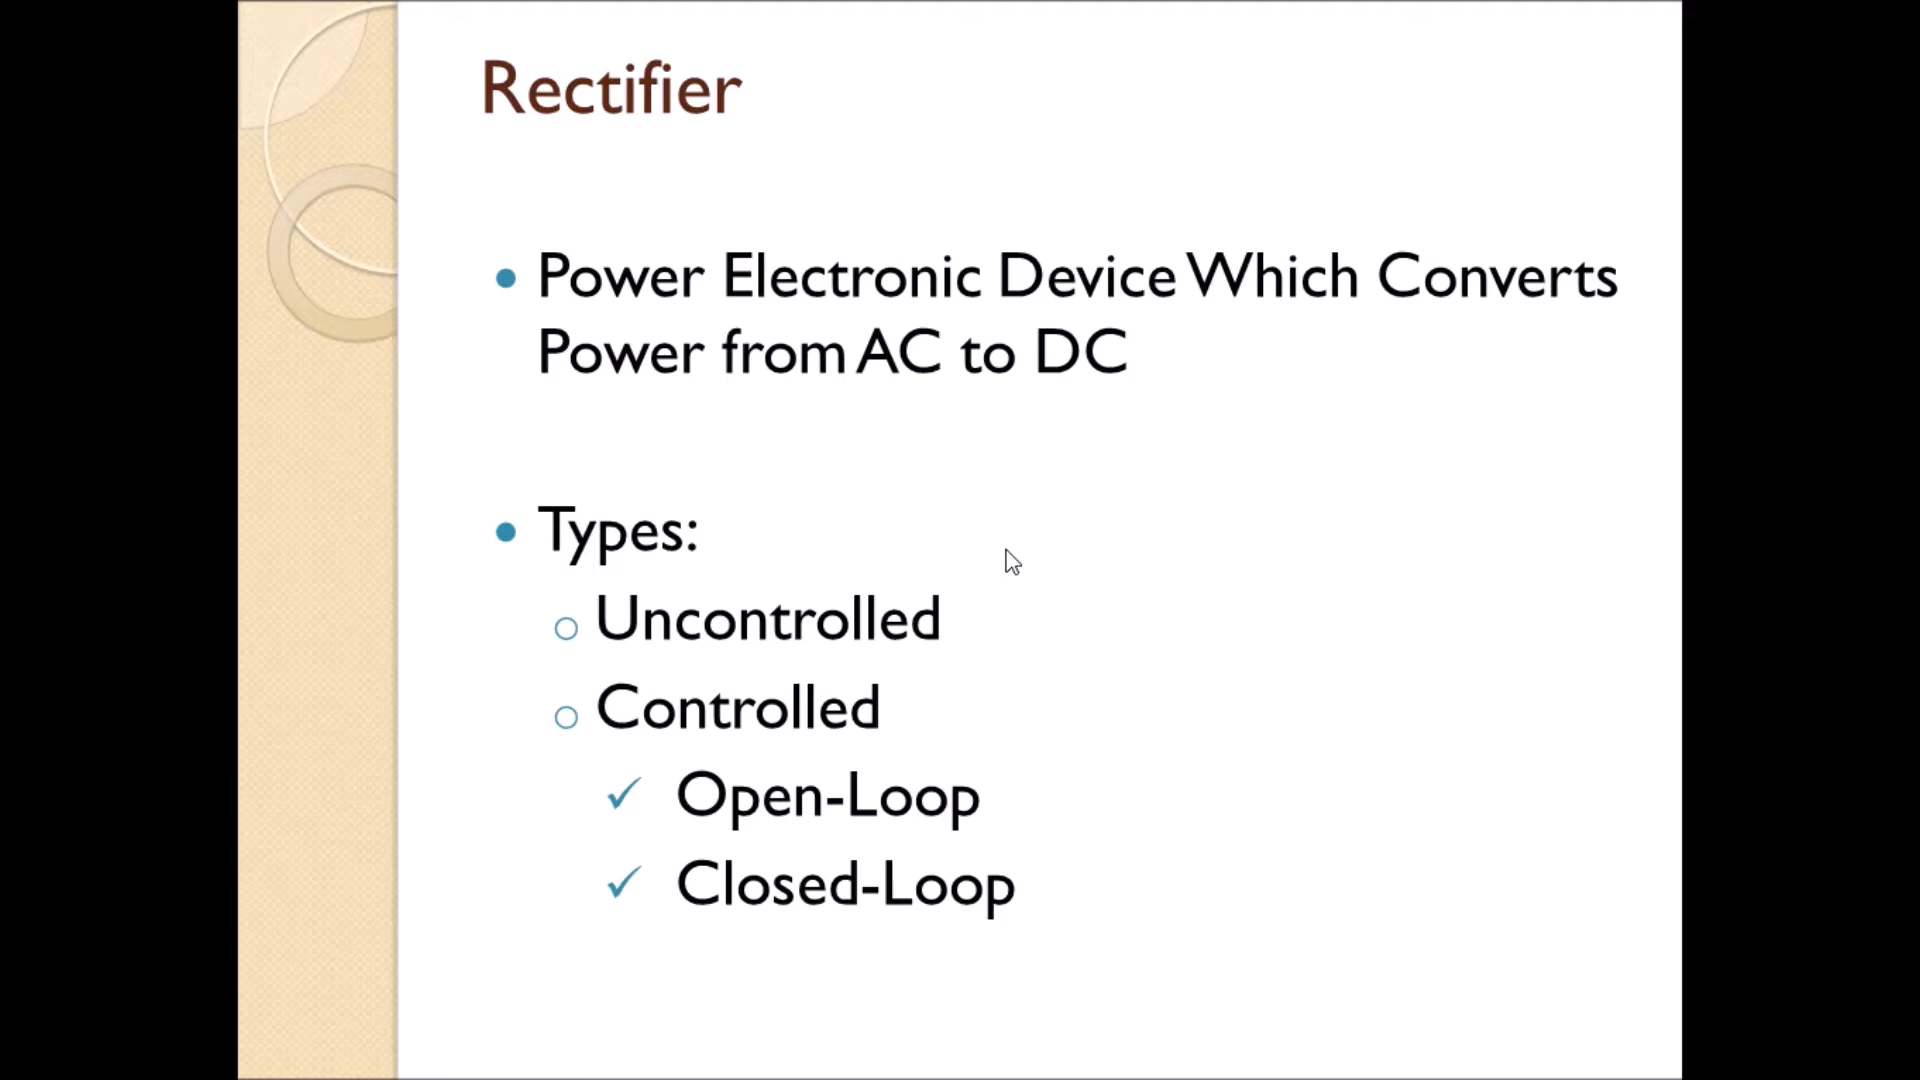 Rectifier
• Power Electronic Device Which Converts
Power from AC to DC
• Types:
○ Uncontrolled
○ Controlled
✓ Open-Loop
✓ Closed-Loop